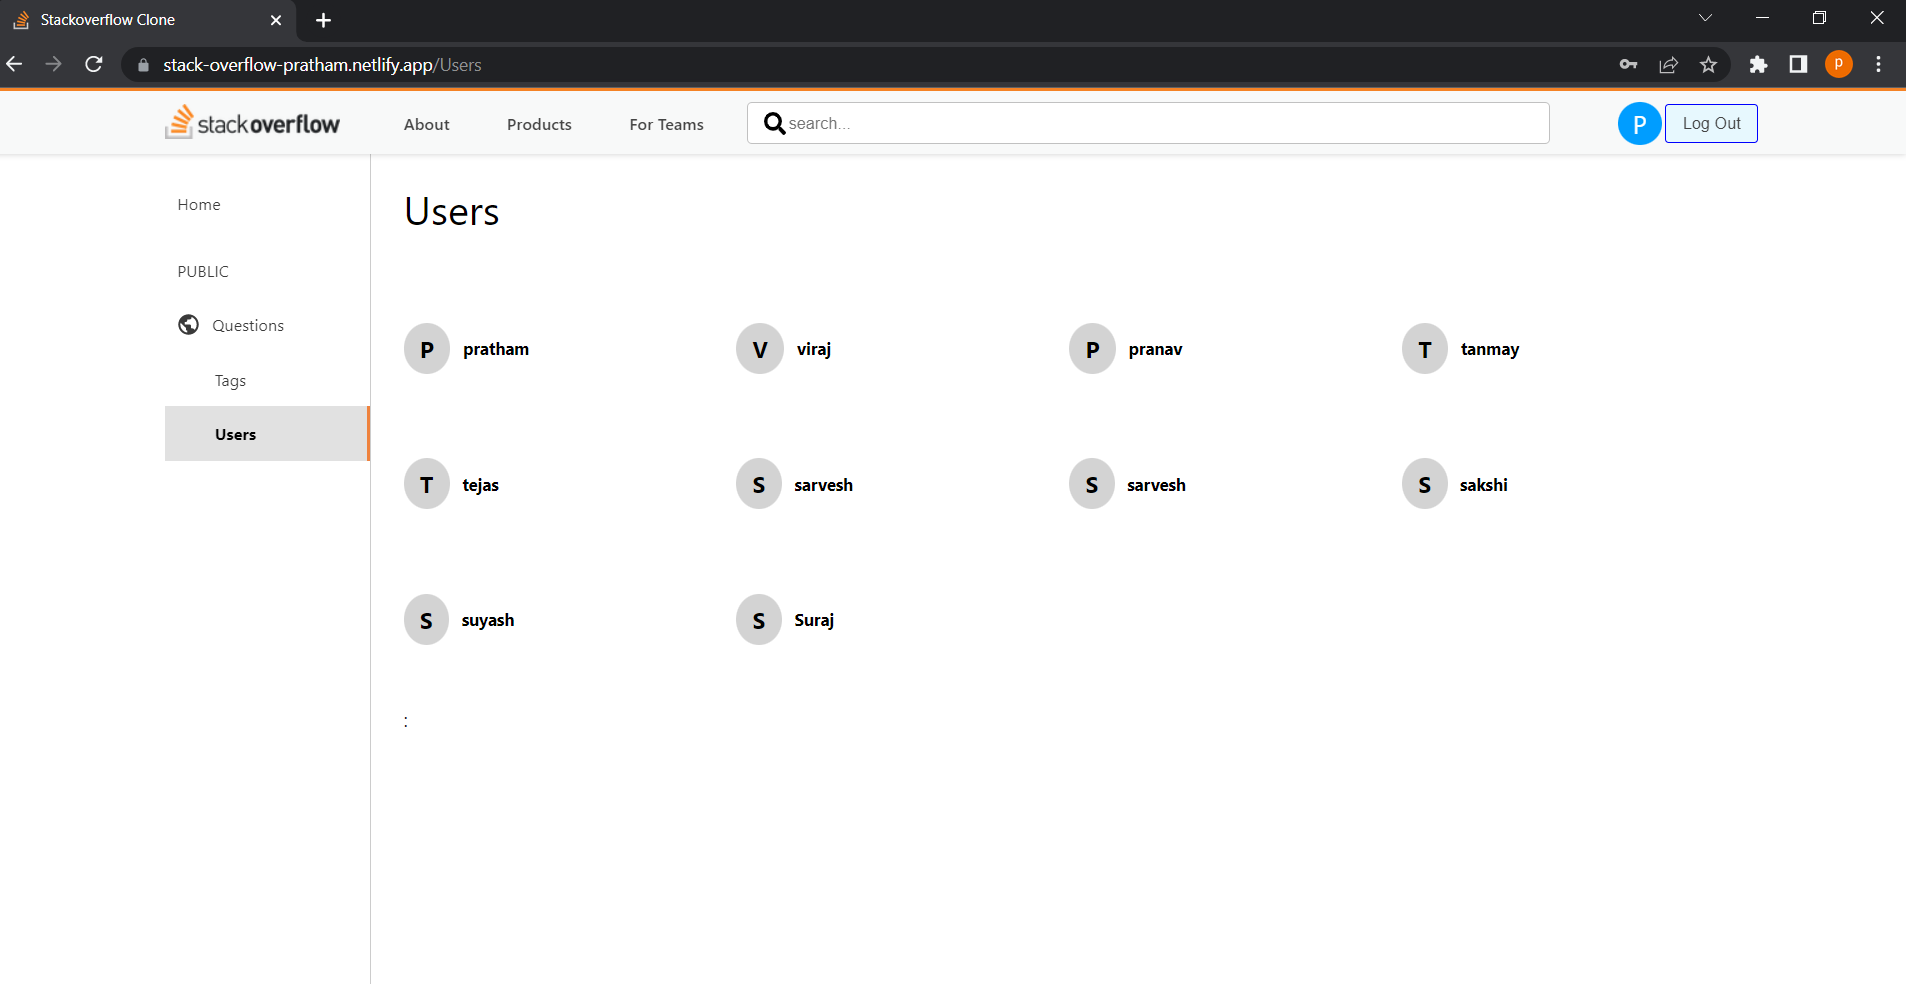 Stackoverflow Clone
stack-overflow-pratham.netlify.app/Users
P
stackoverflow
About
Products
For Teams
search...
P
Log Out
Home
PUBLIC
Questions
Tags
Users
Users
P pratham
V viraj
P pranav
T tanmay
T tejas
S sarvesh
S sarvesh
S sakshi
S suyash
S Suraj
: